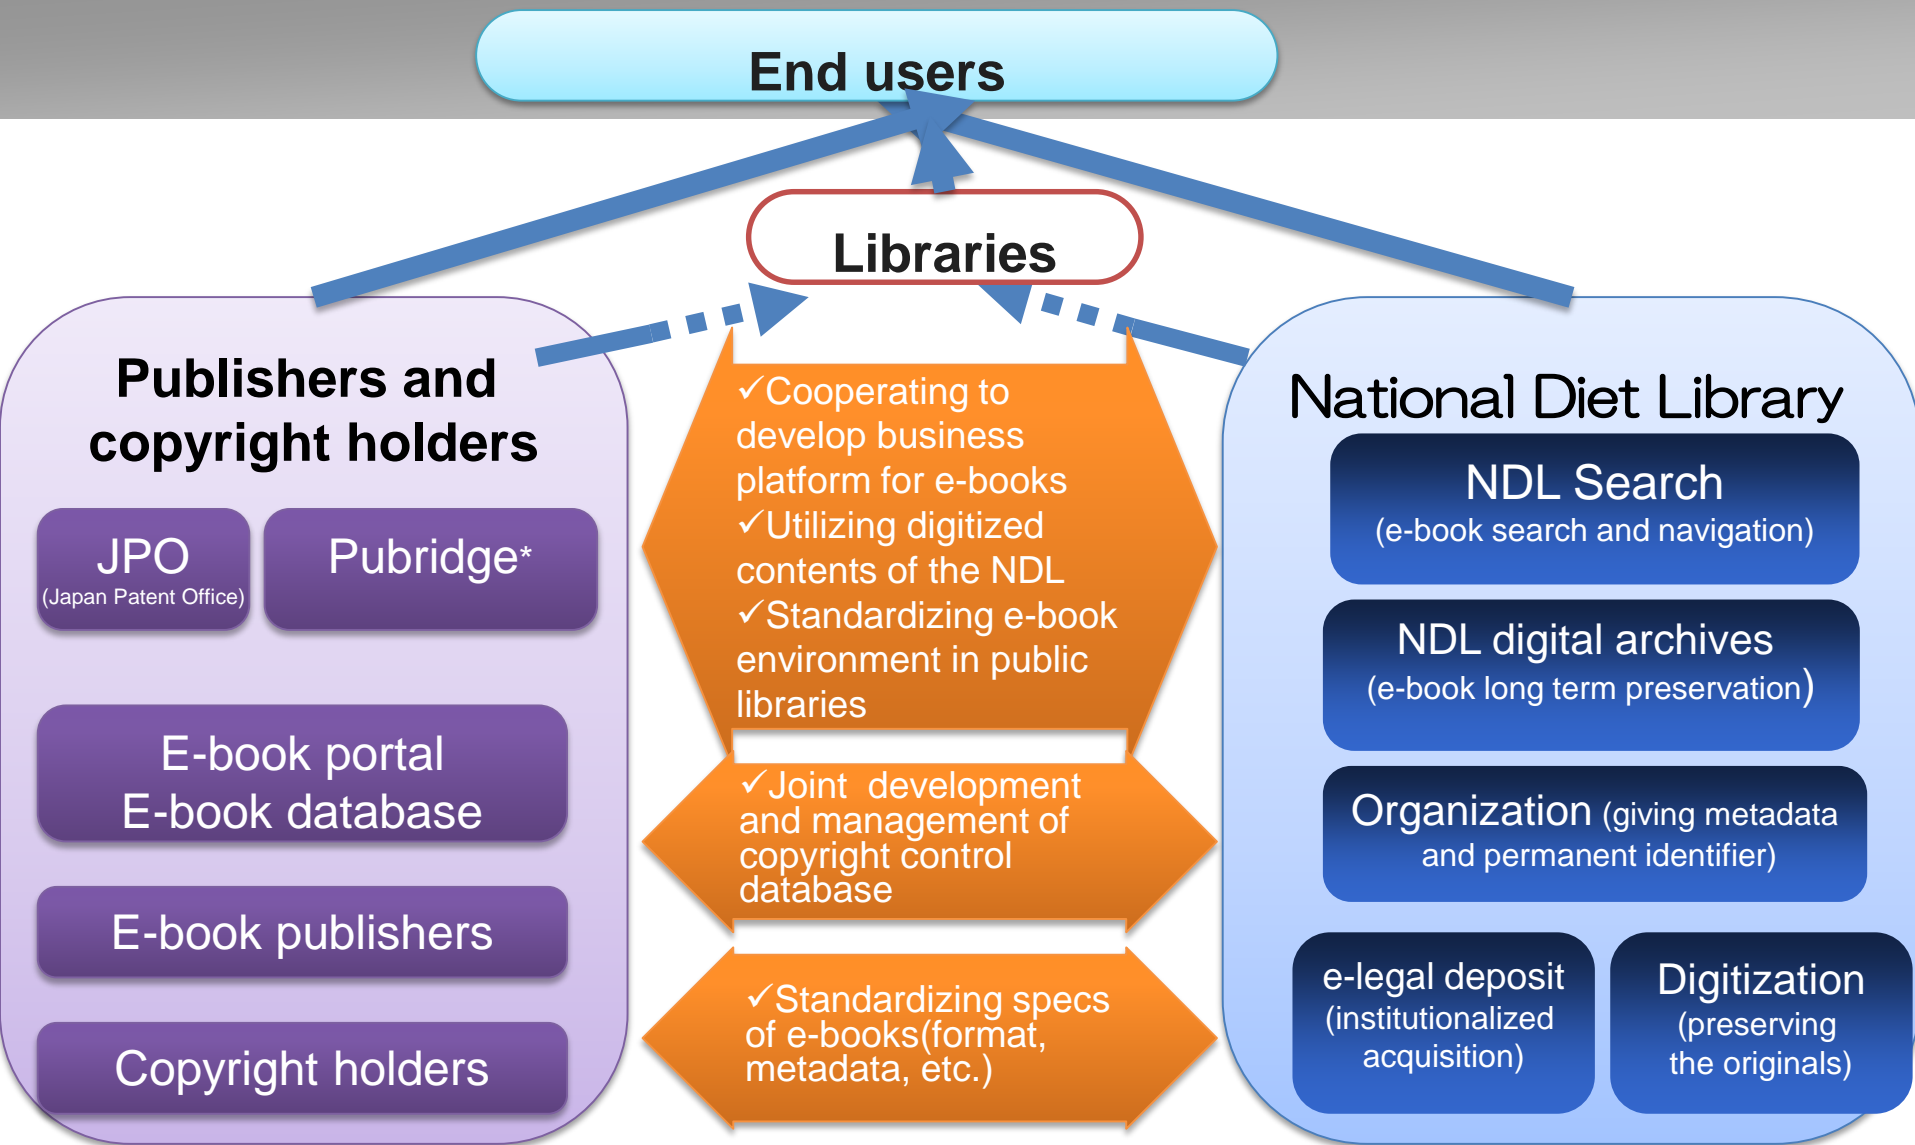 End users
Libraries
Publishers and
copyright holders
JPO
(Japan Patent Office)
Pubridge*
E-book portal
E-book database
E-book publishers
Copyright holders
✓Cooperating to
develop business
platform for e-books
✓Utilizing digitized
contents of the NDL
✓Standardizing e-book
environment in public
libraries
✓Joint development
and management of
copyright control
database
✓Standardizing specs
of e-books(format,
metadata, etc.)
National Diet Library
NDL Search
(e-book search and navigation)
NDL digital archives
(e-book long term preservation)
Organization (giving metadata
and permanent identifier)
e-legal deposit
(institutionalized
acquisition)
Digitization
(preserving
the originals)